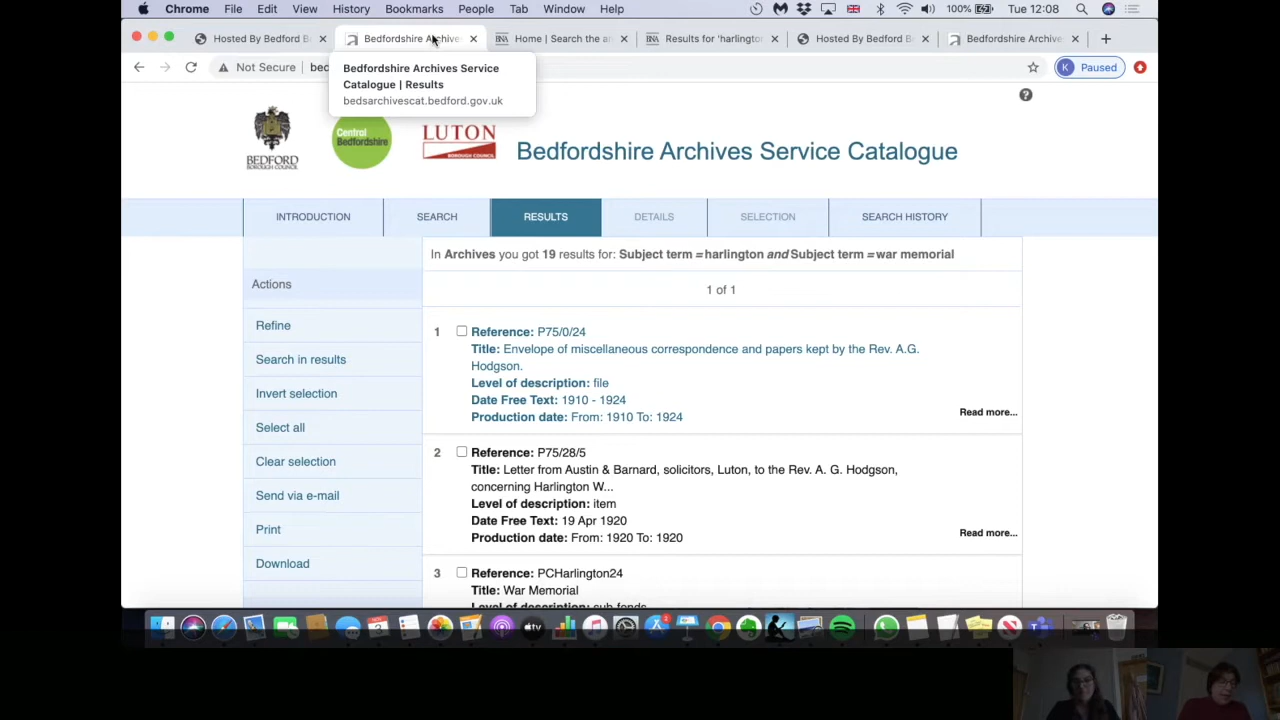 Chrome File Edit View History Bookmarks People Tab Window Help 100% Tue 12:08
Hosted By Bedford B
Bedfordshire Archive
BNA Home | Search the a
BNA Results for 'harlingto
Hosted By Bedford B
Bedfordshire Archive
Not Secure | bed
K Paused
Bedfordshire Archives Service
Catalogue | Results
bedsarchivescat.bedford.gov.uk
BEDFORD
BOROUGH COUNCIL
Central
Bedfordshire
LUTON
BOROUGH COUNCIL
Bedfordshire Archives Service Catalogue
INTRODUCTION SEARCH RESULTS DETAILS SELECTION SEARCH HISTORY
In Archives you got 19 results for: Subject term =harlington and Subject term =war memorial
1 of 1
Actions
Refine
Search in results
Invert selection
Select all
Clear selection
Send via e-mail
Print
Download
1 Reference: P75/0/24
Title: Envelope of miscellaneous correspondence and papers kept by the Rev. A.G.
Hodgson.
Level of description: file
Date Free Text: 1910 - 1924
Production date: From: 1910 To: 1924
Read more...
2 Reference: P75/28/5
Title: Letter from Austin & Barnard, solicitors, Luton, to the Rev. A. G. Hodgson,
concerning Harlington W...
Level of description: item
Date Free Text: 19 Apr 1920
Production date: From: 1920 To: 1920
Read more...
3 Reference: PCHarlington24
Title: War Memorial
Level of description: sub-fonds
tv